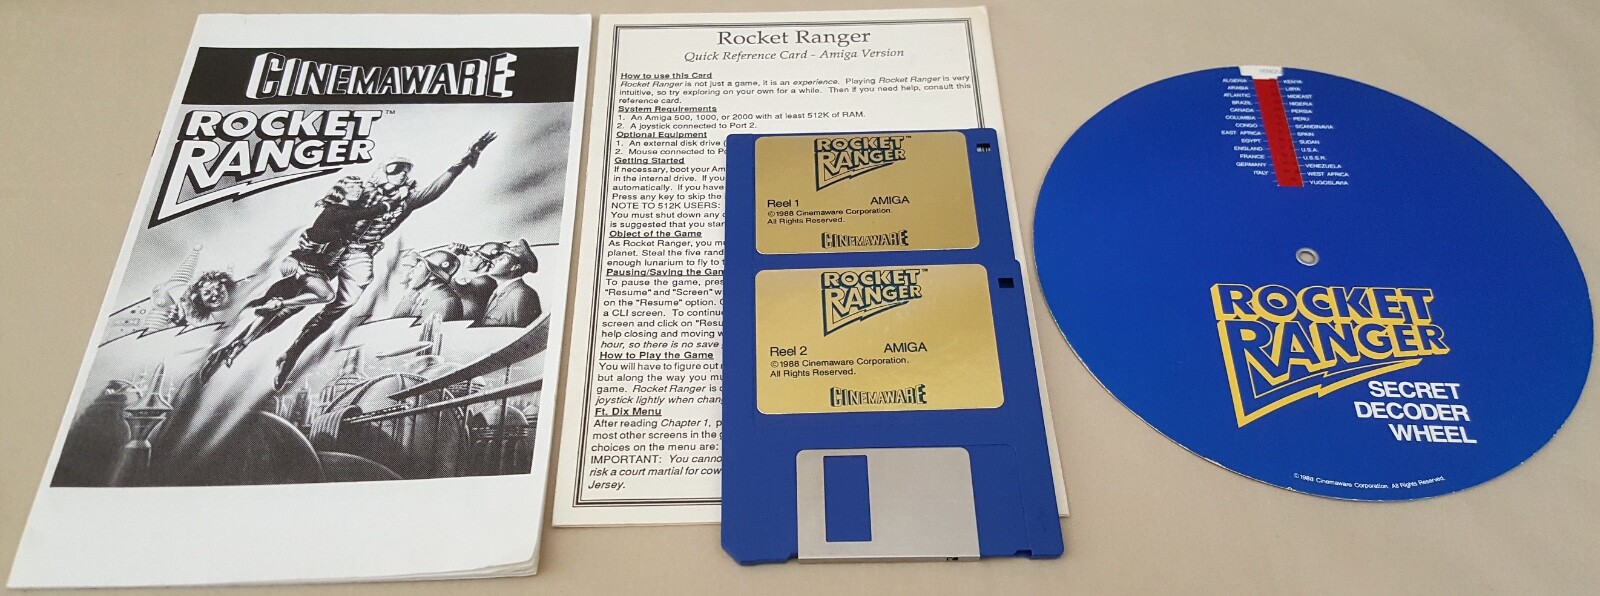 CINEMAWARE
ROCKET RANGER™
Rocket Ranger
Quick Reference Card - Amiga Version
How to use this Card
Rocket Ranger is not just a game, it is an experience. Playing Rocket Ranger is very
intuitive, so try exploring on your own for a while. Then if you need help, consult this
reference card.
System Requirements
1. An Amiga 500, 1000, or 2000 with at least 512K of RAM.
2. A joystick connected to Port 2.
Optional Equipment
1. An external disk drive
2. Mouse connected to
Getting Started
If necessary, boot your
in the internal drive. If you
automatically. If you have
Press any key to skip the
NOTE TO 512K USERS:
You must shut down any
is suggested that you
Object of the Game
As Rocket Ranger, you
planet. Steal the five
enough lunarium to fly to
Pausing/Saving the
To pause the game,
"Resume" and "Screen"
on the "Resume" option.
a CLI screen. To
screen and click on
help closing and moving
hour, so there is no save
How to Play the Game
You will have to figure out
but along the way you
game. Rocket Ranger is
joystick lightly when
Ft. Dix Menu
After reading Chapter 1,
most other screens in the
choices on the menu are:
IMPORTANT: You
risk a court martial for
Jersey.
ROCKET RANGER™
Reel 1 AMIGA
©1988 Cinemaware Corporation.
All Rights Reserved.
CINEMAWARE
ROCKET RANGER™
Reel 2 AMIGA
©1988 Cinemaware Corporation.
All Rights Reserved.
CINEMAWARE
ALGERIA KENYA
ARABIA LIBYA
ATLANTIC MIDEAST
BRAZIL NIGERIA
CANADA PERSIA
COLUMBIA PERU
CONGO SCANDINAVIA
EAST AFRICA SPAIN
EGYPT SUDAN
ENGLAND U.S.A.
FRANCE U.S.S.R.
GERMANY VENEZUELA
ITALY WEST AFRICA
YUGOSLAVIA
ROCKET RANGER
SECRET
DECODER
WHEEL
©1988 Cinemaware Corporation. All Rights Reserved.